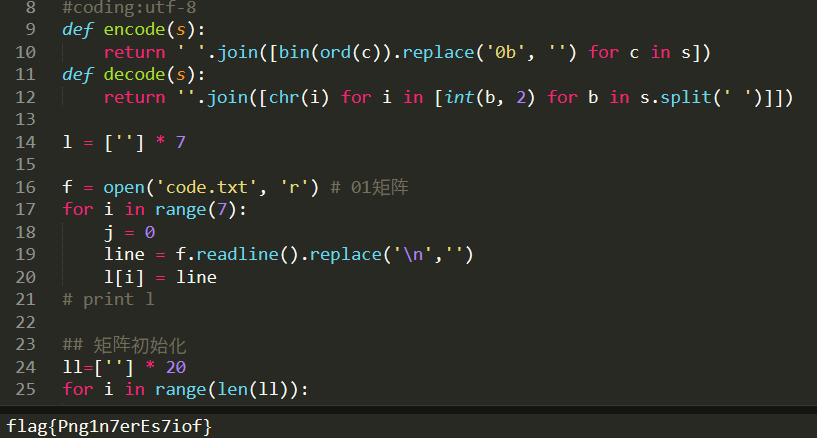 8 #coding:utf-8
9 def encode(s):
10     return ' '.join([bin(ord(c)).replace('0b', '') for c in s])
11 def decode(s):
12     return ''.join([chr(i) for i in [int(b, 2) for b in s.split(' ')]])
13
14 l = [''] * 7
15
16 f = open('code.txt', 'r') # 01矩阵
17 for i in range(7):
18     j = 0
19     line = f.readline().replace('\n','')
20     l[i] = line
21 # print l
22
23 ## 矩阵初始化
24 ll=[''] * 20
25 for i in range(len(ll)):
flag{Png1n7erEs7iof}